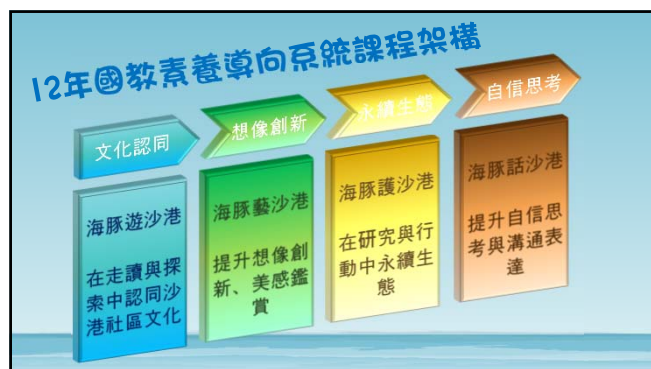 12年國教素養導向系統課程架構
文化認同
想像創新
永續生態
自信思考
海豚遊沙港
在走讀與探
索中認同沙
港社區文化
海豚藝沙港
提升想像創
新、美感鑑
賞
海豚護沙港
在研究與行
動中永續生
態
海豚話沙港
提升自信思
考與溝通表
達